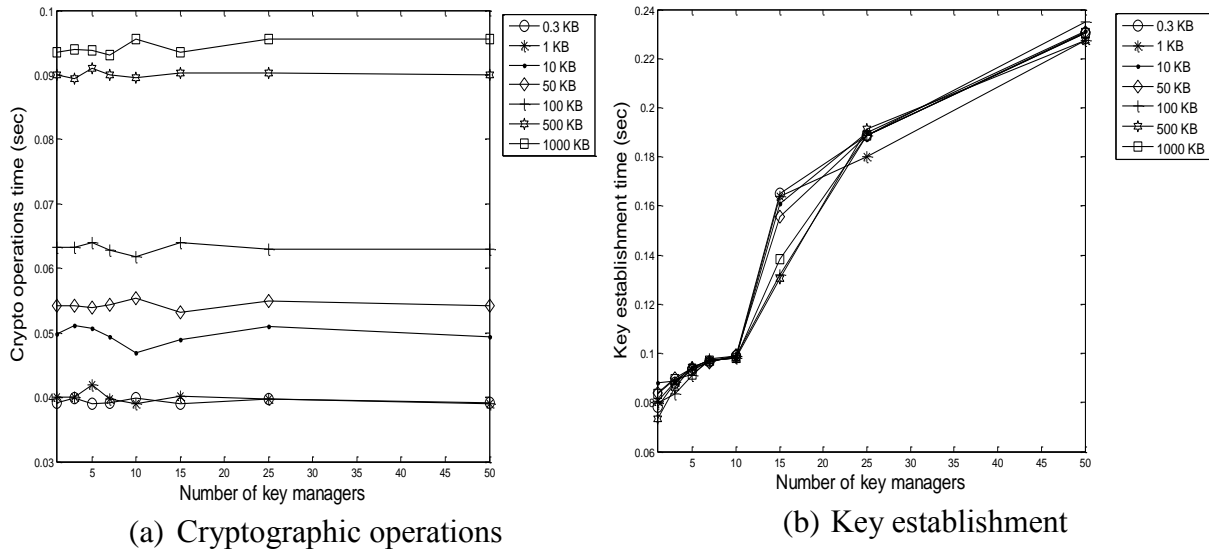 0.1
0.09
0.08
0.07
0.06
0.05
0.04
0.03
Crypto operations time (sec)
5 10 15 20 25 30 35 40 45 50
Number of key managers
0.3 KB
1 KB
10 KB
50 KB
100 KB
500 KB
1000 KB
(a) Cryptographic operations
0.24
0.22
0.2
0.18
0.16
0.14
0.12
0.1
0.08
0.06
Key establishment time (sec)
5 10 15 20 25 30 35 40 45 50
Number of key managers
0.3 KB
1 KB
10 KB
50 KB
100 KB
500 KB
1000 KB
(b) Key establishment